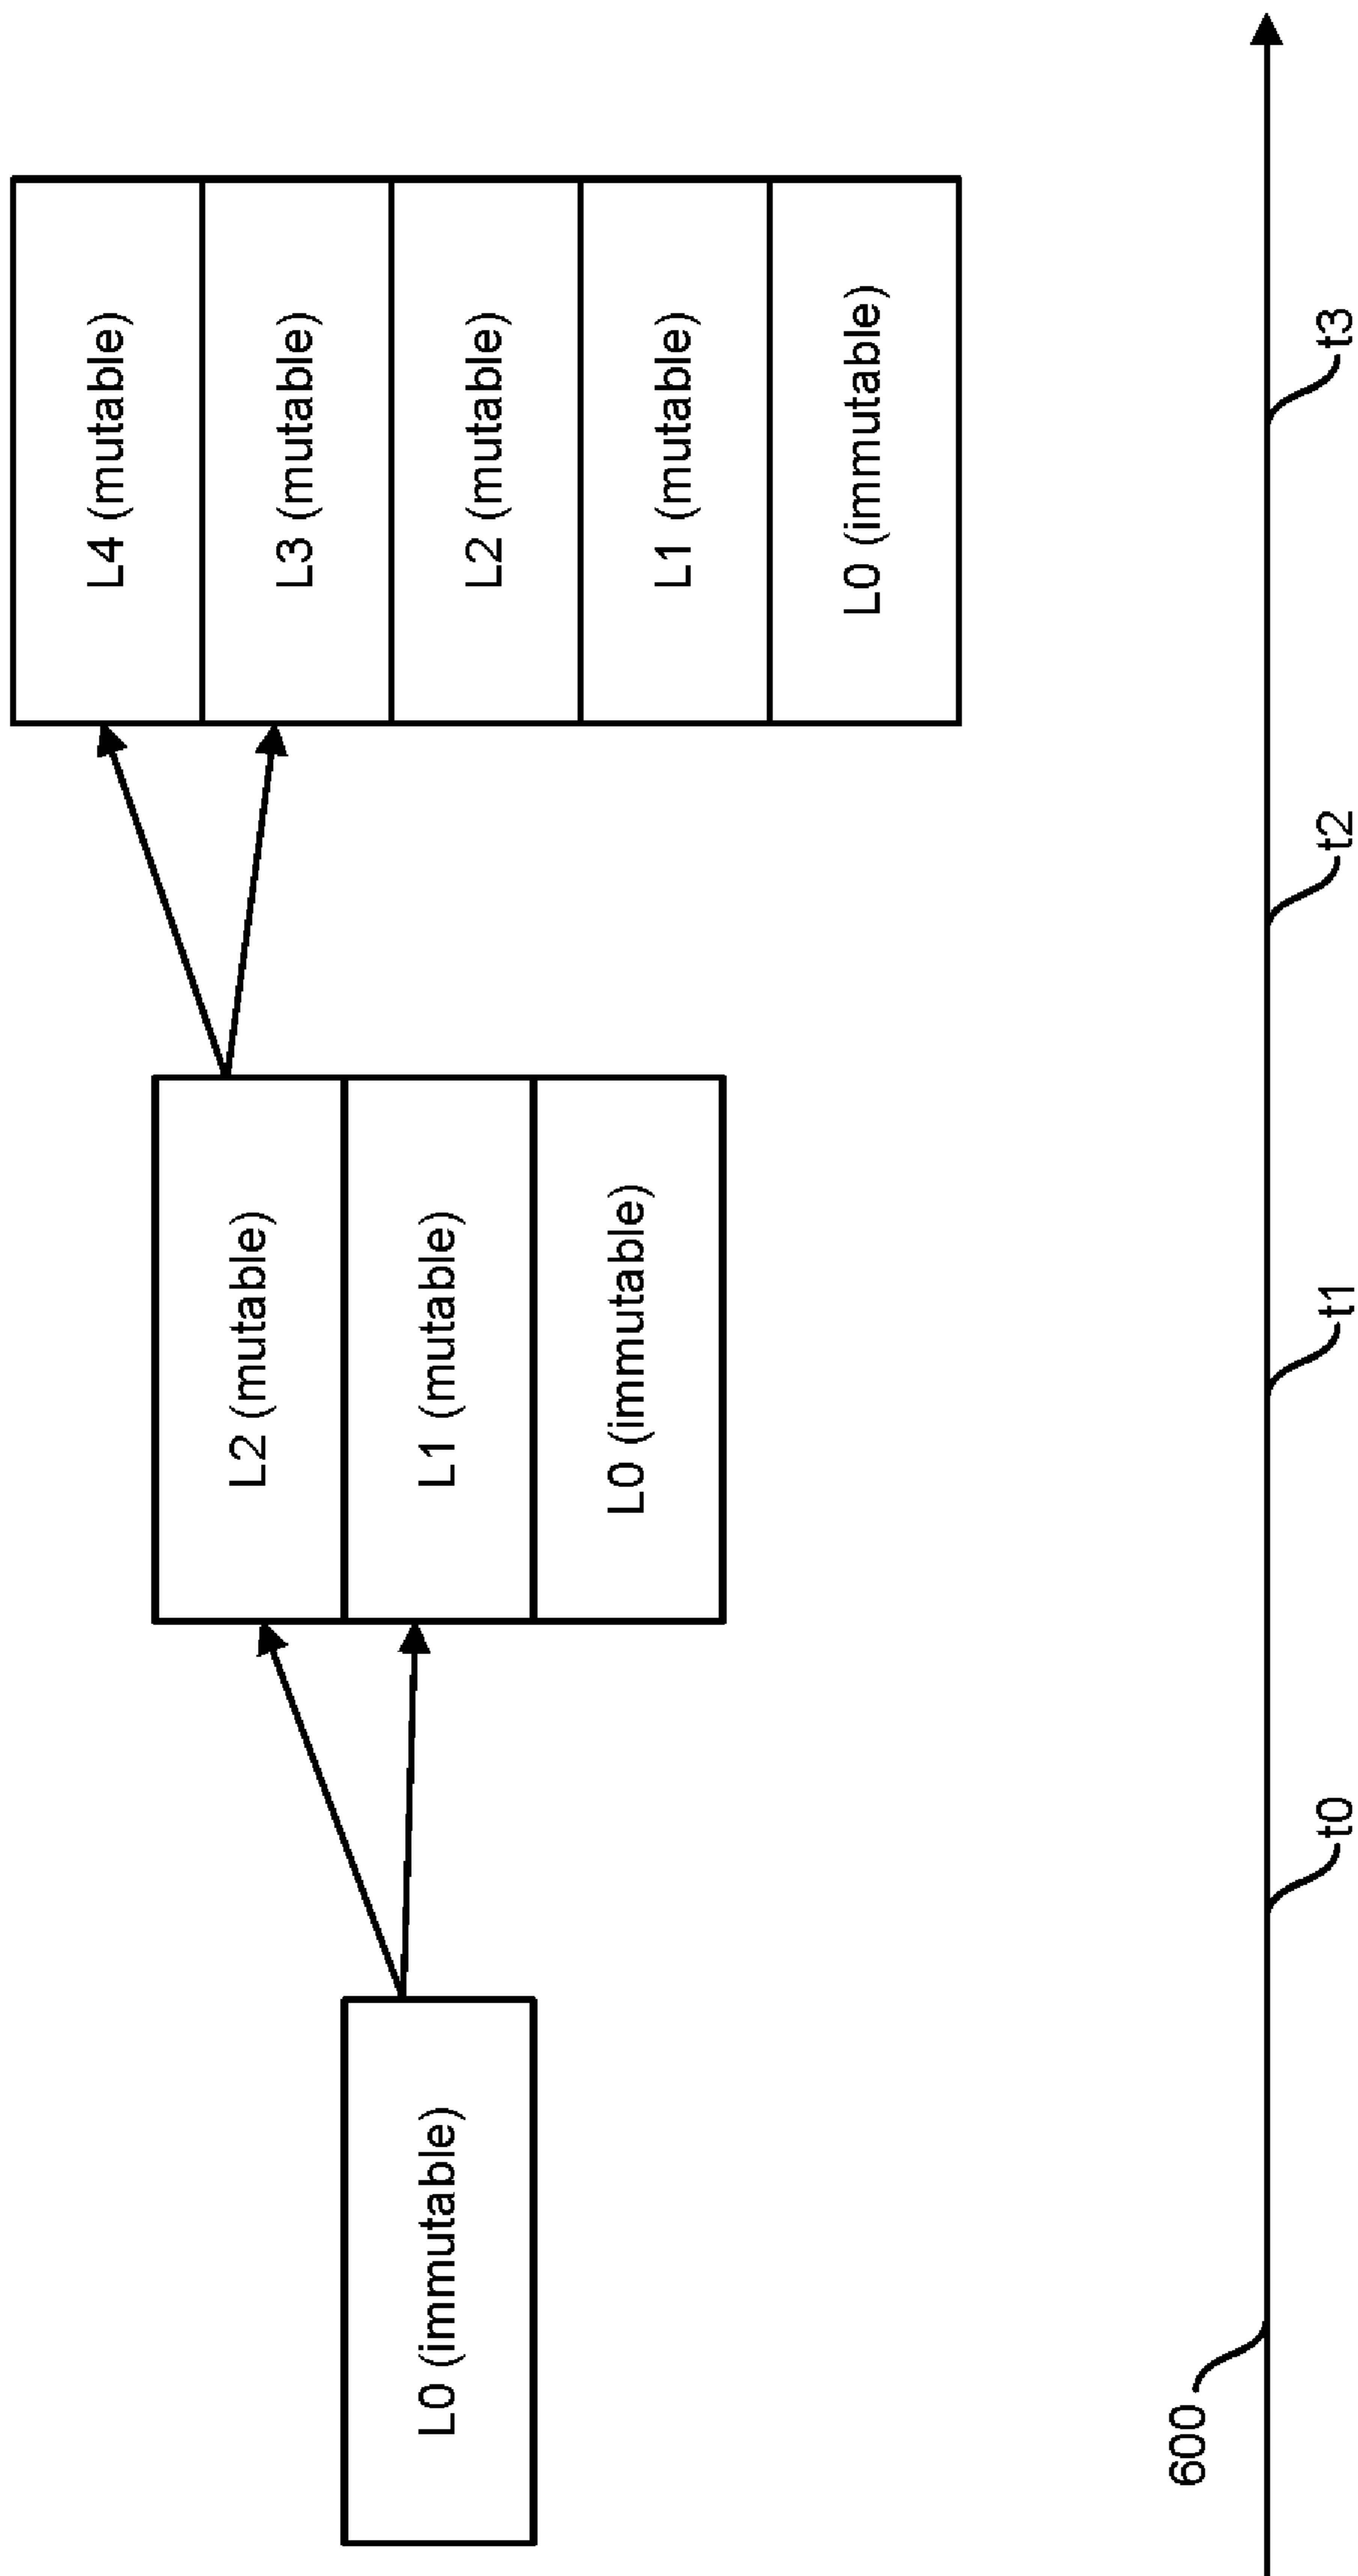 L0 (immutable)
L2 (mutable)
L1 (mutable)
L0 (immutable)
L4 (mutable)
L3 (mutable)
L2 (mutable)
L1 (mutable)
L0 (immutable)
600
t0
t1
t2
t3